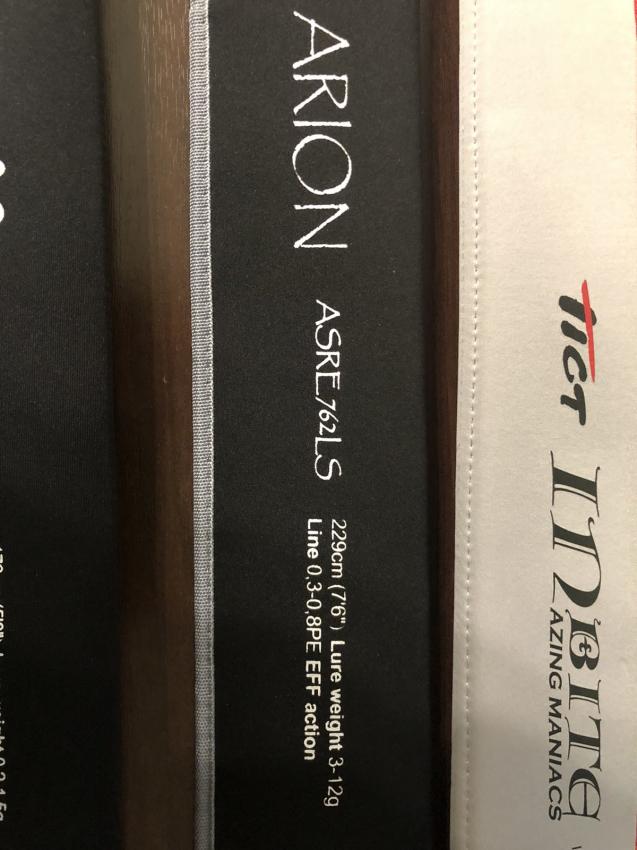 ARION
ASRE762LS
229cm (7'6") Lure weight 3-12g
Line 0,3-0,8PE EFF action
TICT
INBITE
AZING MANIACS